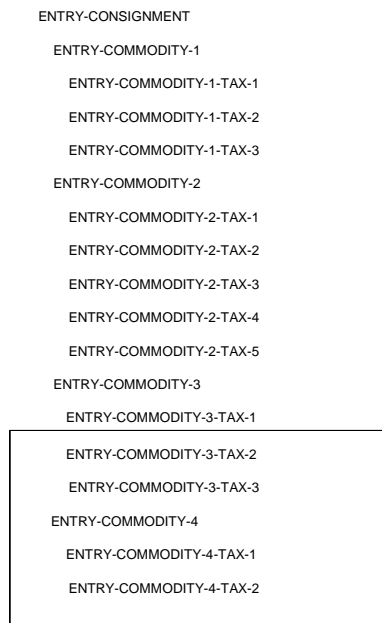 ENTRY-CONSIGNMENT
ENTRY-COMMODITY-1
ENTRY-COMMODITY-1-TAX-1
ENTRY-COMMODITY-1-TAX-2
ENTRY-COMMODITY-1-TAX-3
ENTRY-COMMODITY-2
ENTRY-COMMODITY-2-TAX-1
ENTRY-COMMODITY-2-TAX-2
ENTRY-COMMODITY-2-TAX-3
ENTRY-COMMODITY-2-TAX-4
ENTRY-COMMODITY-2-TAX-5
ENTRY-COMMODITY-3
ENTRY-COMMODITY-3-TAX-1
ENTRY-COMMODITY-3-TAX-2
ENTRY-COMMODITY-3-TAX-3
ENTRY-COMMODITY-4
ENTRY-COMMODITY-4-TAX-1
ENTRY-COMMODITY-4-TAX-2